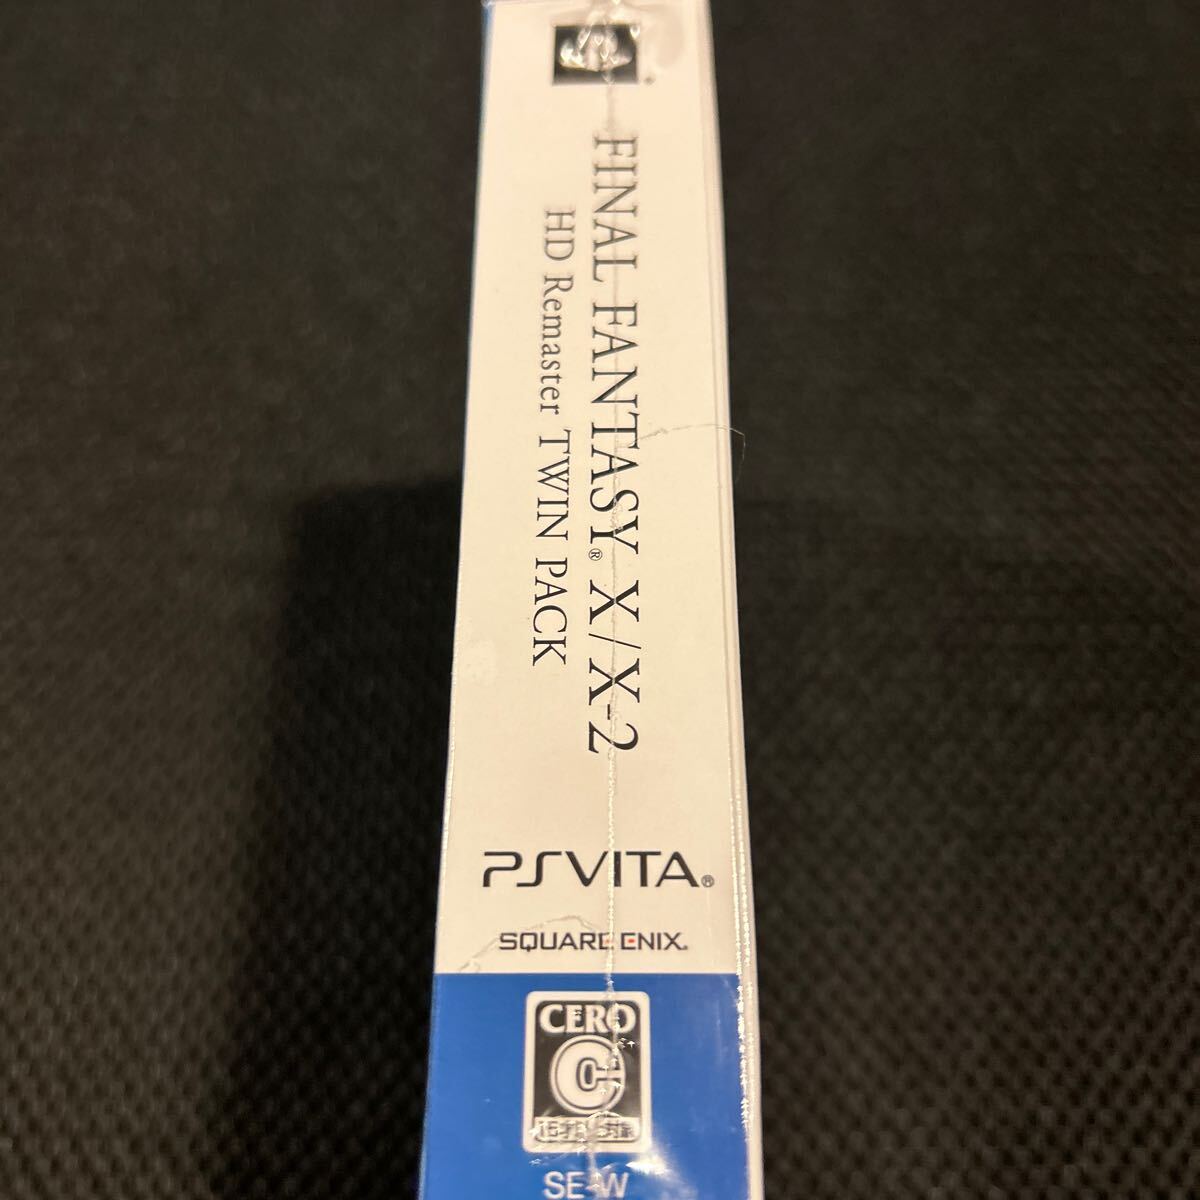 FINAL FANTASY® X/X-2
HD Remaster TWIN PACK
PSVITA®
SQUARE ENIX®
CERO
C
SE-W